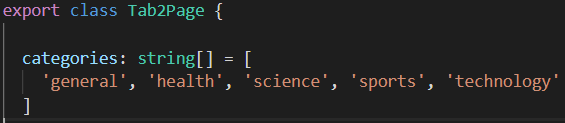 export class Tab2Page {
categories: string[] = [
'general', 'health', 'science', 'sports', 'technology'
]